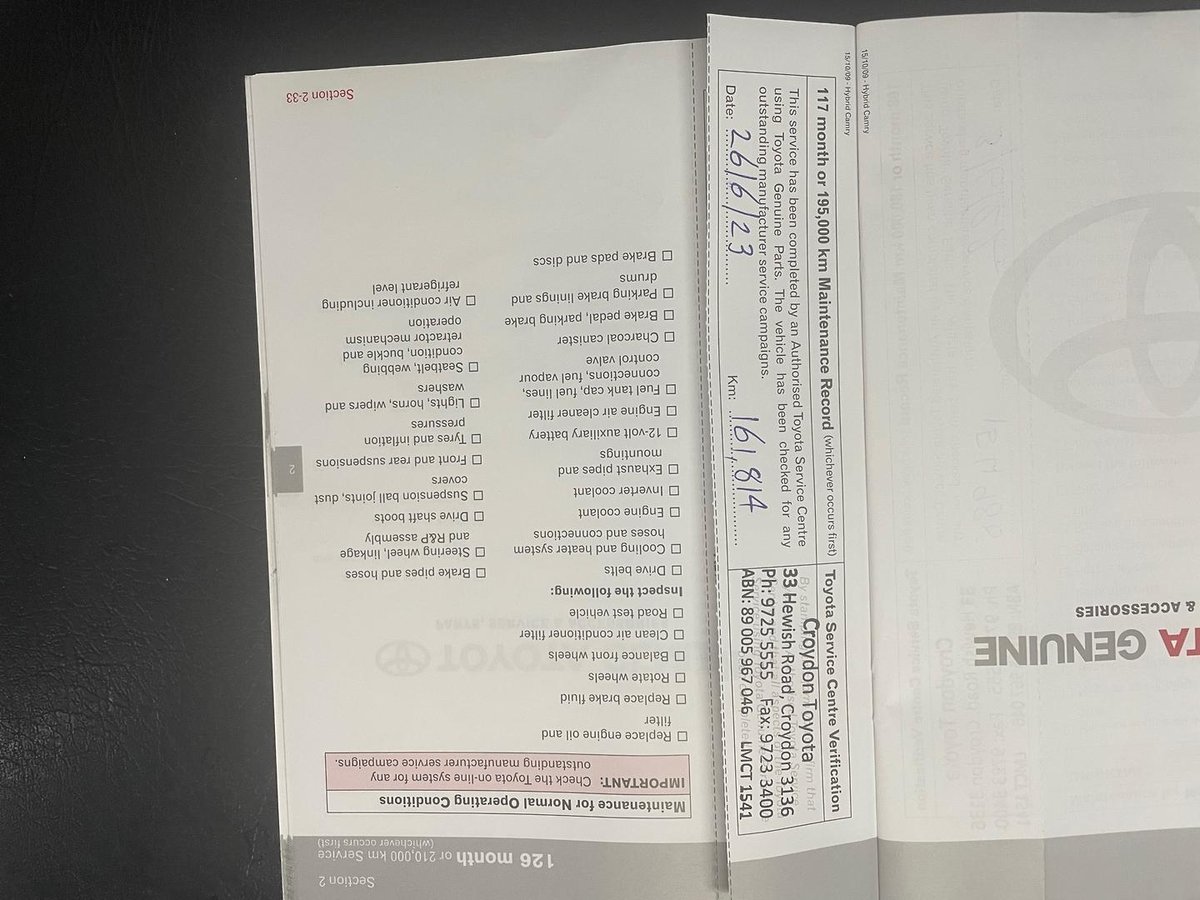 Section 2
126 month or 210,000 km Service
(whichever occurs first)
Maintenance for Normal Operating Conditions
IMPORTANT: Check the Toyota on-line system for any
outstanding manufacturer service campaigns.
Replace engine oil and
filter
Replace brake fluid
Rotate wheels
Balance front wheels
Clean air conditioner filter
Road test vehicle
Inspect the following:
Drive belts
Cooling and heater system
hoses and connections
Engine coolant
Inverter coolant
Exhaust pipes and
mountings
12-volt auxiliary battery
Engine air cleaner filter
Fuel tank cap, fuel lines,
connections, fuel vapour
control valve
Charcoal canister
Brake pedal, parking brake
Parking brake linings and
drums
Brake pads and discs
Brake pipes and hoses
Steering wheel, linkage
and R&P assembly
Drive shaft boots
Suspension ball joints, dust
covers
Front and rear suspensions
Tyres and inflation
pressures
Lights, horns, wipers and
washers
Seatbelt, webbing
condition, buckle and
retractor mechanism
operation
Air conditioner including
refrigerant level
2
Section 2-33
117 month or 195,000 km Maintenance Record (whichever occurs first)
This service has been completed by an Authorised Toyota Service Centre
using Toyota Genuine Parts. The vehicle has been checked for any
outstanding manufacturer service campaigns.
Date: 26/6/23 Km: 161814
Toyota Service Centre Verification
Croydon Toyota
33 Hewish Road, Croydon 3136
Ph: 9725 5555 Fax: 9723 3400
ABN: 89 005 967 046 LMCT 1541
15/10/09 - Hybrid Camry
15/10/09 - Hybrid Camry
TA GENUINE
& ACCESSORIES